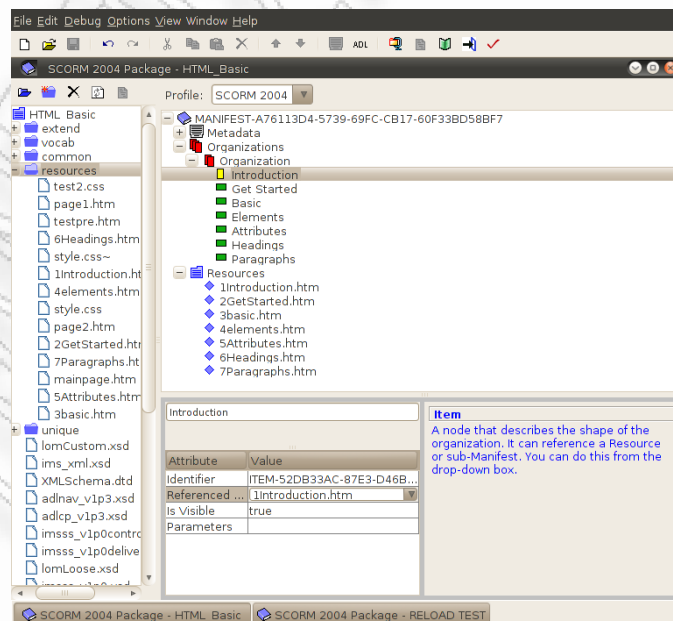 File Edit Debug Options View Window Help
ADL
SCORM 2004 Package - HTML_Basic
Profile: SCORM 2004
HTML_Basic
extend
vocab
common
resources
test2.css
page1.htm
testpre.htm
6Headings.htm
style.css~
1Introduction.ht
4elements.htm
style.css
page2.htm
2GetStarted.htm
7Paragraphs.ht
mainpage.htm
5Attributes.htm
3basic.htm
unique
lomCustom.xsd
ims_xml.xsd
XMLSchema.dtd
adlnav_v1p3.xsd
adlcp_v1p3.xsd
imsss_v1p0contro
imsss_v1p0delive
lomLoose.xsd
MANIFEST-A76113D4-5739-69FC-CB17-60F33BD58BF7
Metadata
Organizations
Organization
Introduction
Get Started
Basic
Elements
Attributes
Headings
Paragraphs
Resources
1Introduction.htm
2GetStarted.htm
3basic.htm
4elements.htm
5Attributes.htm
6Headings.htm
7Paragraphs.htm
Introduction
Attribute Value
Identifier ITEM-52DB33AC-87E3-D46B...
Referenced ... 1Introduction.htm
Is Visible true
Parameters
Item
A node that describes the shape of the
organization. It can reference a Resource
or sub-Manifest. You can do this from the
drop-down box.
SCORM 2004 Package - HTML_Basic SCORM 2004 Package - RELOAD TEST